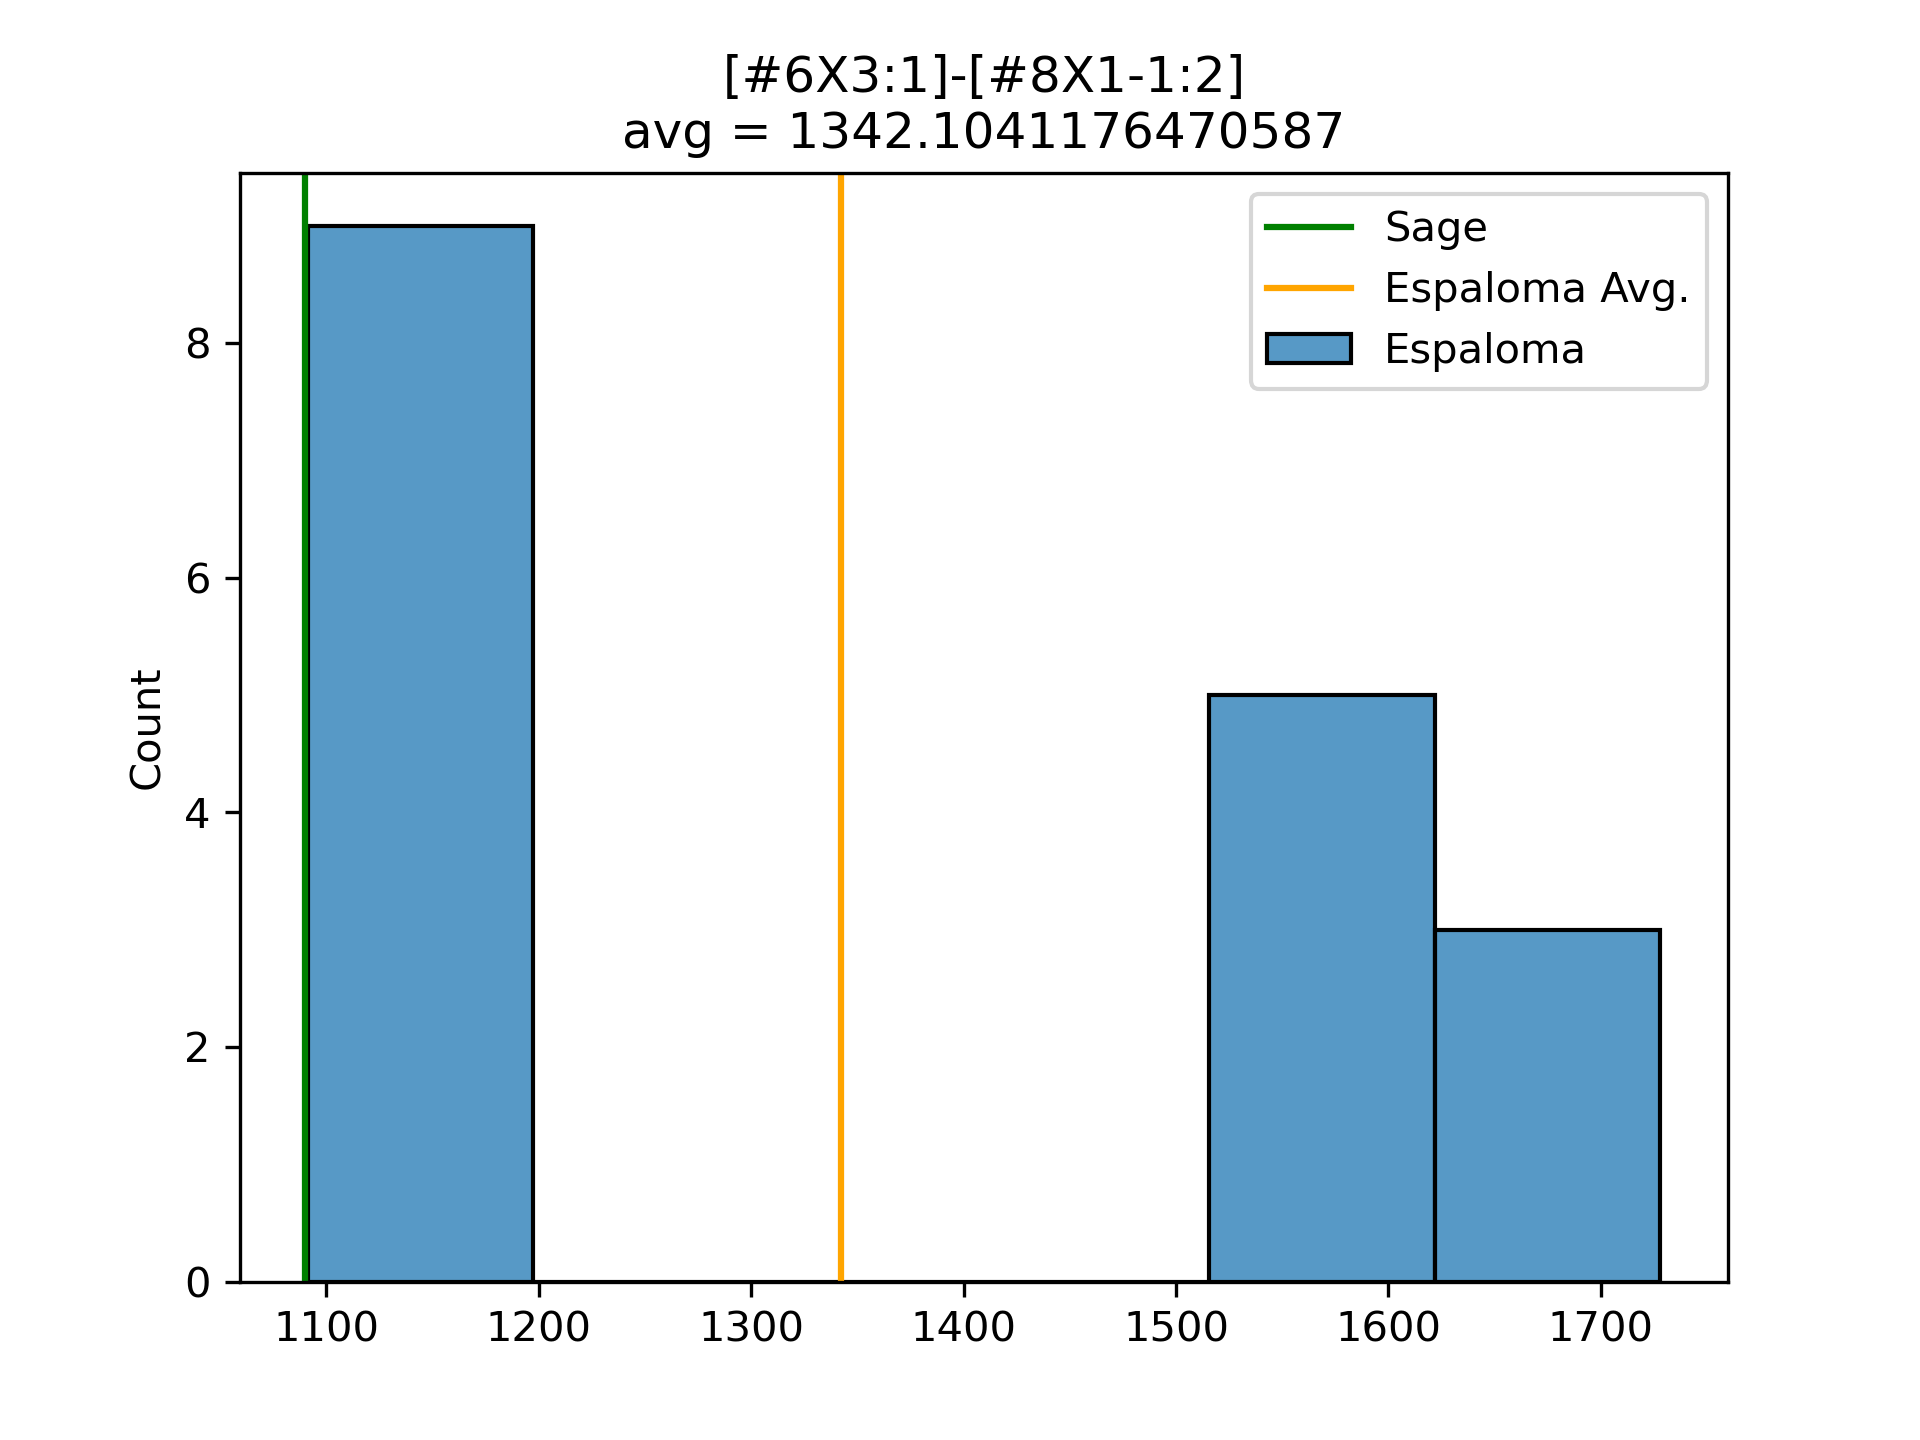 [#6X3:1]-[#8X1-1:2]
avg = 1342.1041176470587
Sage
Espaloma Avg.
Espaloma
Count
8
6
4
2
0
1100 1200 1300 1400 1500 1600 1700